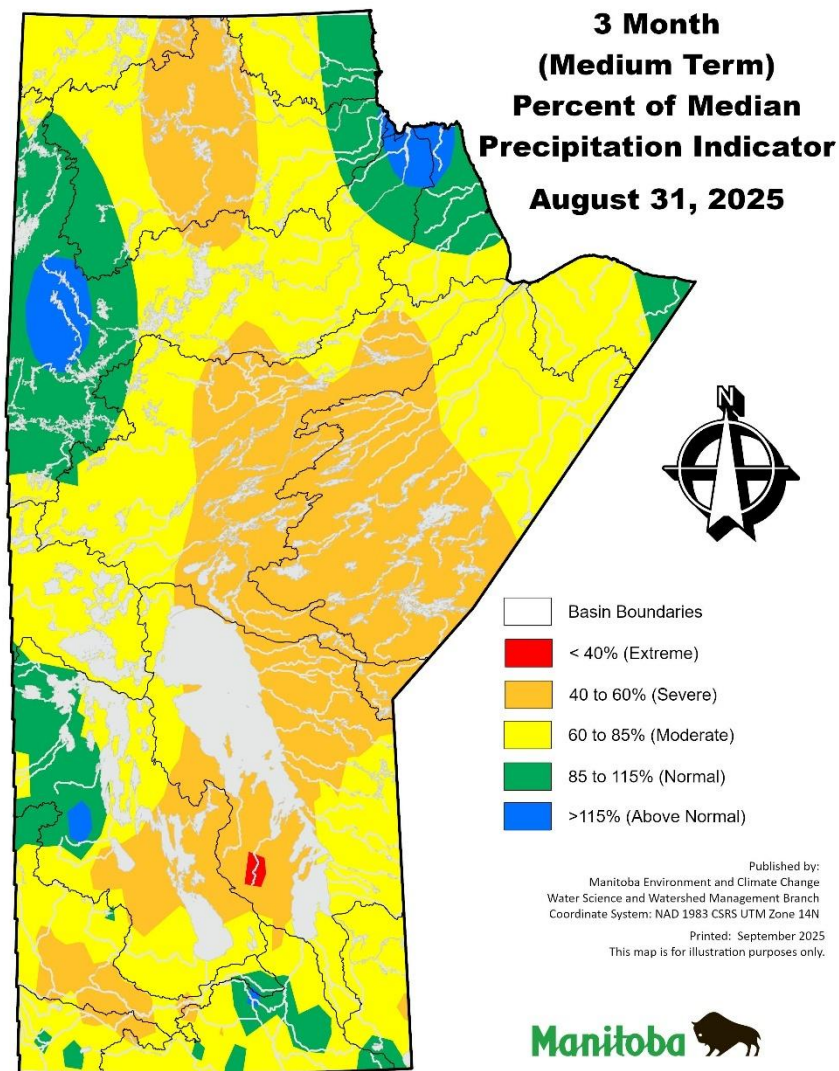 3 Month
(Medium Term)
Percent of Median
Precipitation Indicator
August 31, 2025
N
Basin Boundaries
< 40% (Extreme)
40 to 60% (Severe)
60 to 85% (Moderate)
85 to 115% (Normal)
>115% (Above Normal)
Published by:
Manitoba Environment and Climate Change
Water Science and Watershed Management Branch
Coordinate System: NAD 1983 CSRS UTM Zone 14N
Printed: September 2025
This map is for illustration purposes only.
Manitoba